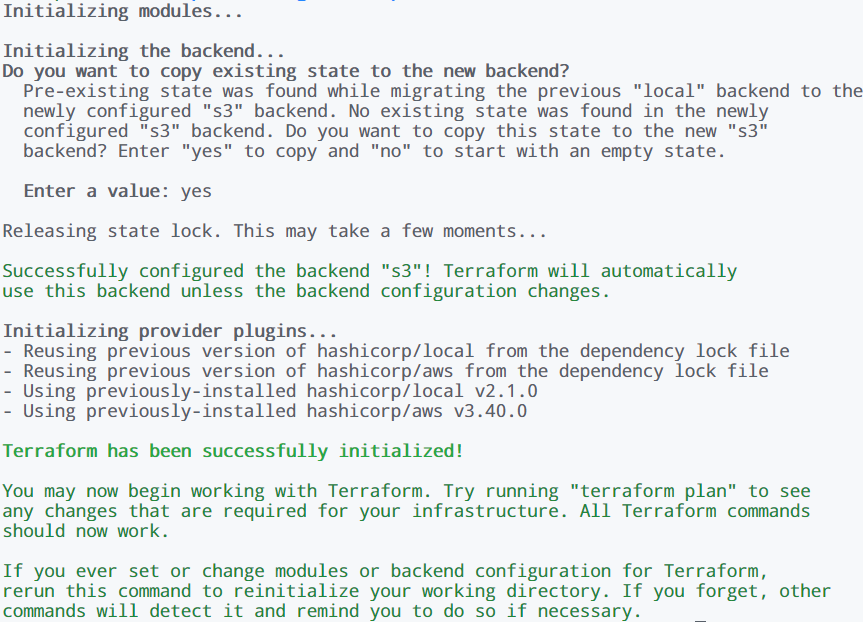 Initializing modules...
Initializing the backend...
Do you want to copy existing state to the new backend?
Pre-existing state was found while migrating the previous "local" backend to the
newly configured "s3" backend. No existing state was found in the newly
configured "s3" backend. Do you want to copy this state to the new "s3"
backend? Enter "yes" to copy and "no" to start with an empty state.
Enter a value: yes
Releasing state lock. This may take a few moments...
Successfully configured the backend "s3"! Terraform will automatically
use this backend unless the backend configuration changes.
Initializing provider plugins...
- Reusing previous version of hashicorp/local from the dependency lock file
- Reusing previous version of hashicorp/aws from the dependency lock file
- Using previously-installed hashicorp/local v2.1.0
- Using previously-installed hashicorp/aws v3.40.0
Terraform has been successfully initialized!
You may now begin working with Terraform. Try running "terraform plan" to see
any changes that are required for your infrastructure. All Terraform commands
should now work.
If you ever set or change modules or backend configuration for Terraform,
rerun this command to reinitialize your working directory. If you forget, other
commands will detect it and remind you to do so if necessary.